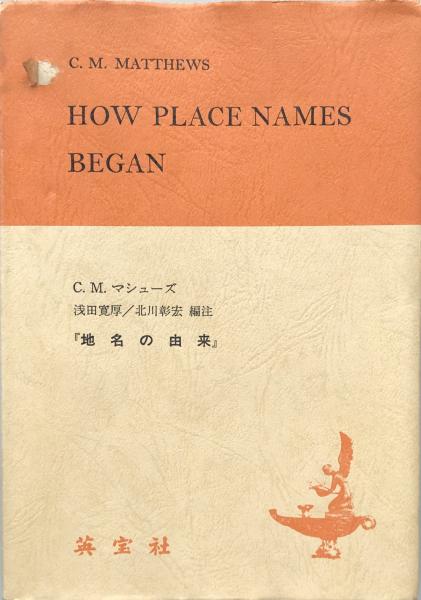 C. M. MATTHEWS
HOW PLACE NAMES
BEGAN
C. M. マシューズ
浅田寛厚／北川彰宏 編注
『地名の由来』
英宝社